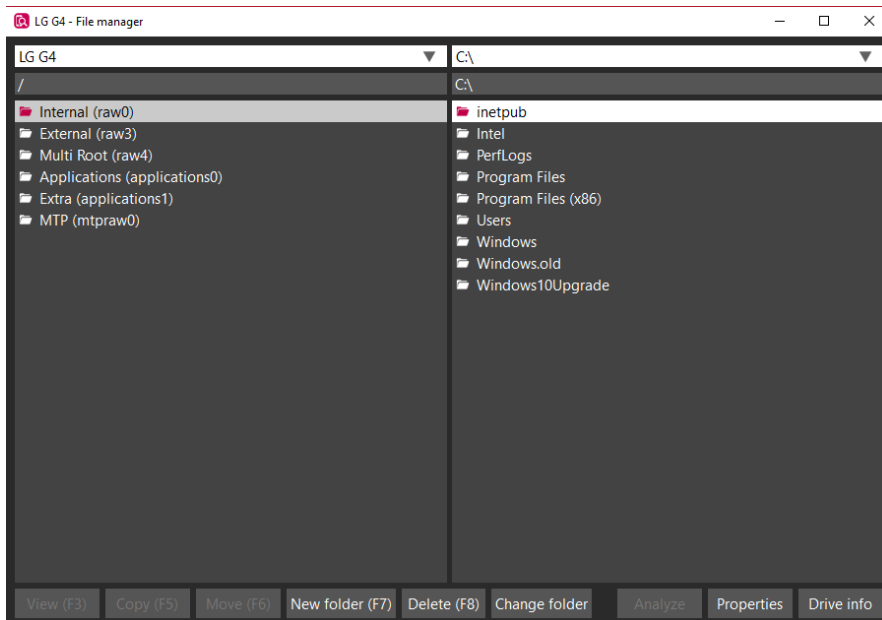 LG G4 - File manager
LG G4
C:\
/
C:\
Internal (raw0)
External (raw3)
Multi Root (raw4)
Applications (applications0)
Extra (applications1)
MTP (mtpraw0)
inetpub
Intel
PerfLogs
Program Files
Program Files (x86)
Users
Windows
Windows.old
Windows10Upgrade
View (F3) Copy (F5) Move (F6) New folder (F7) Delete (F8) Change folder Analyze Properties Drive info